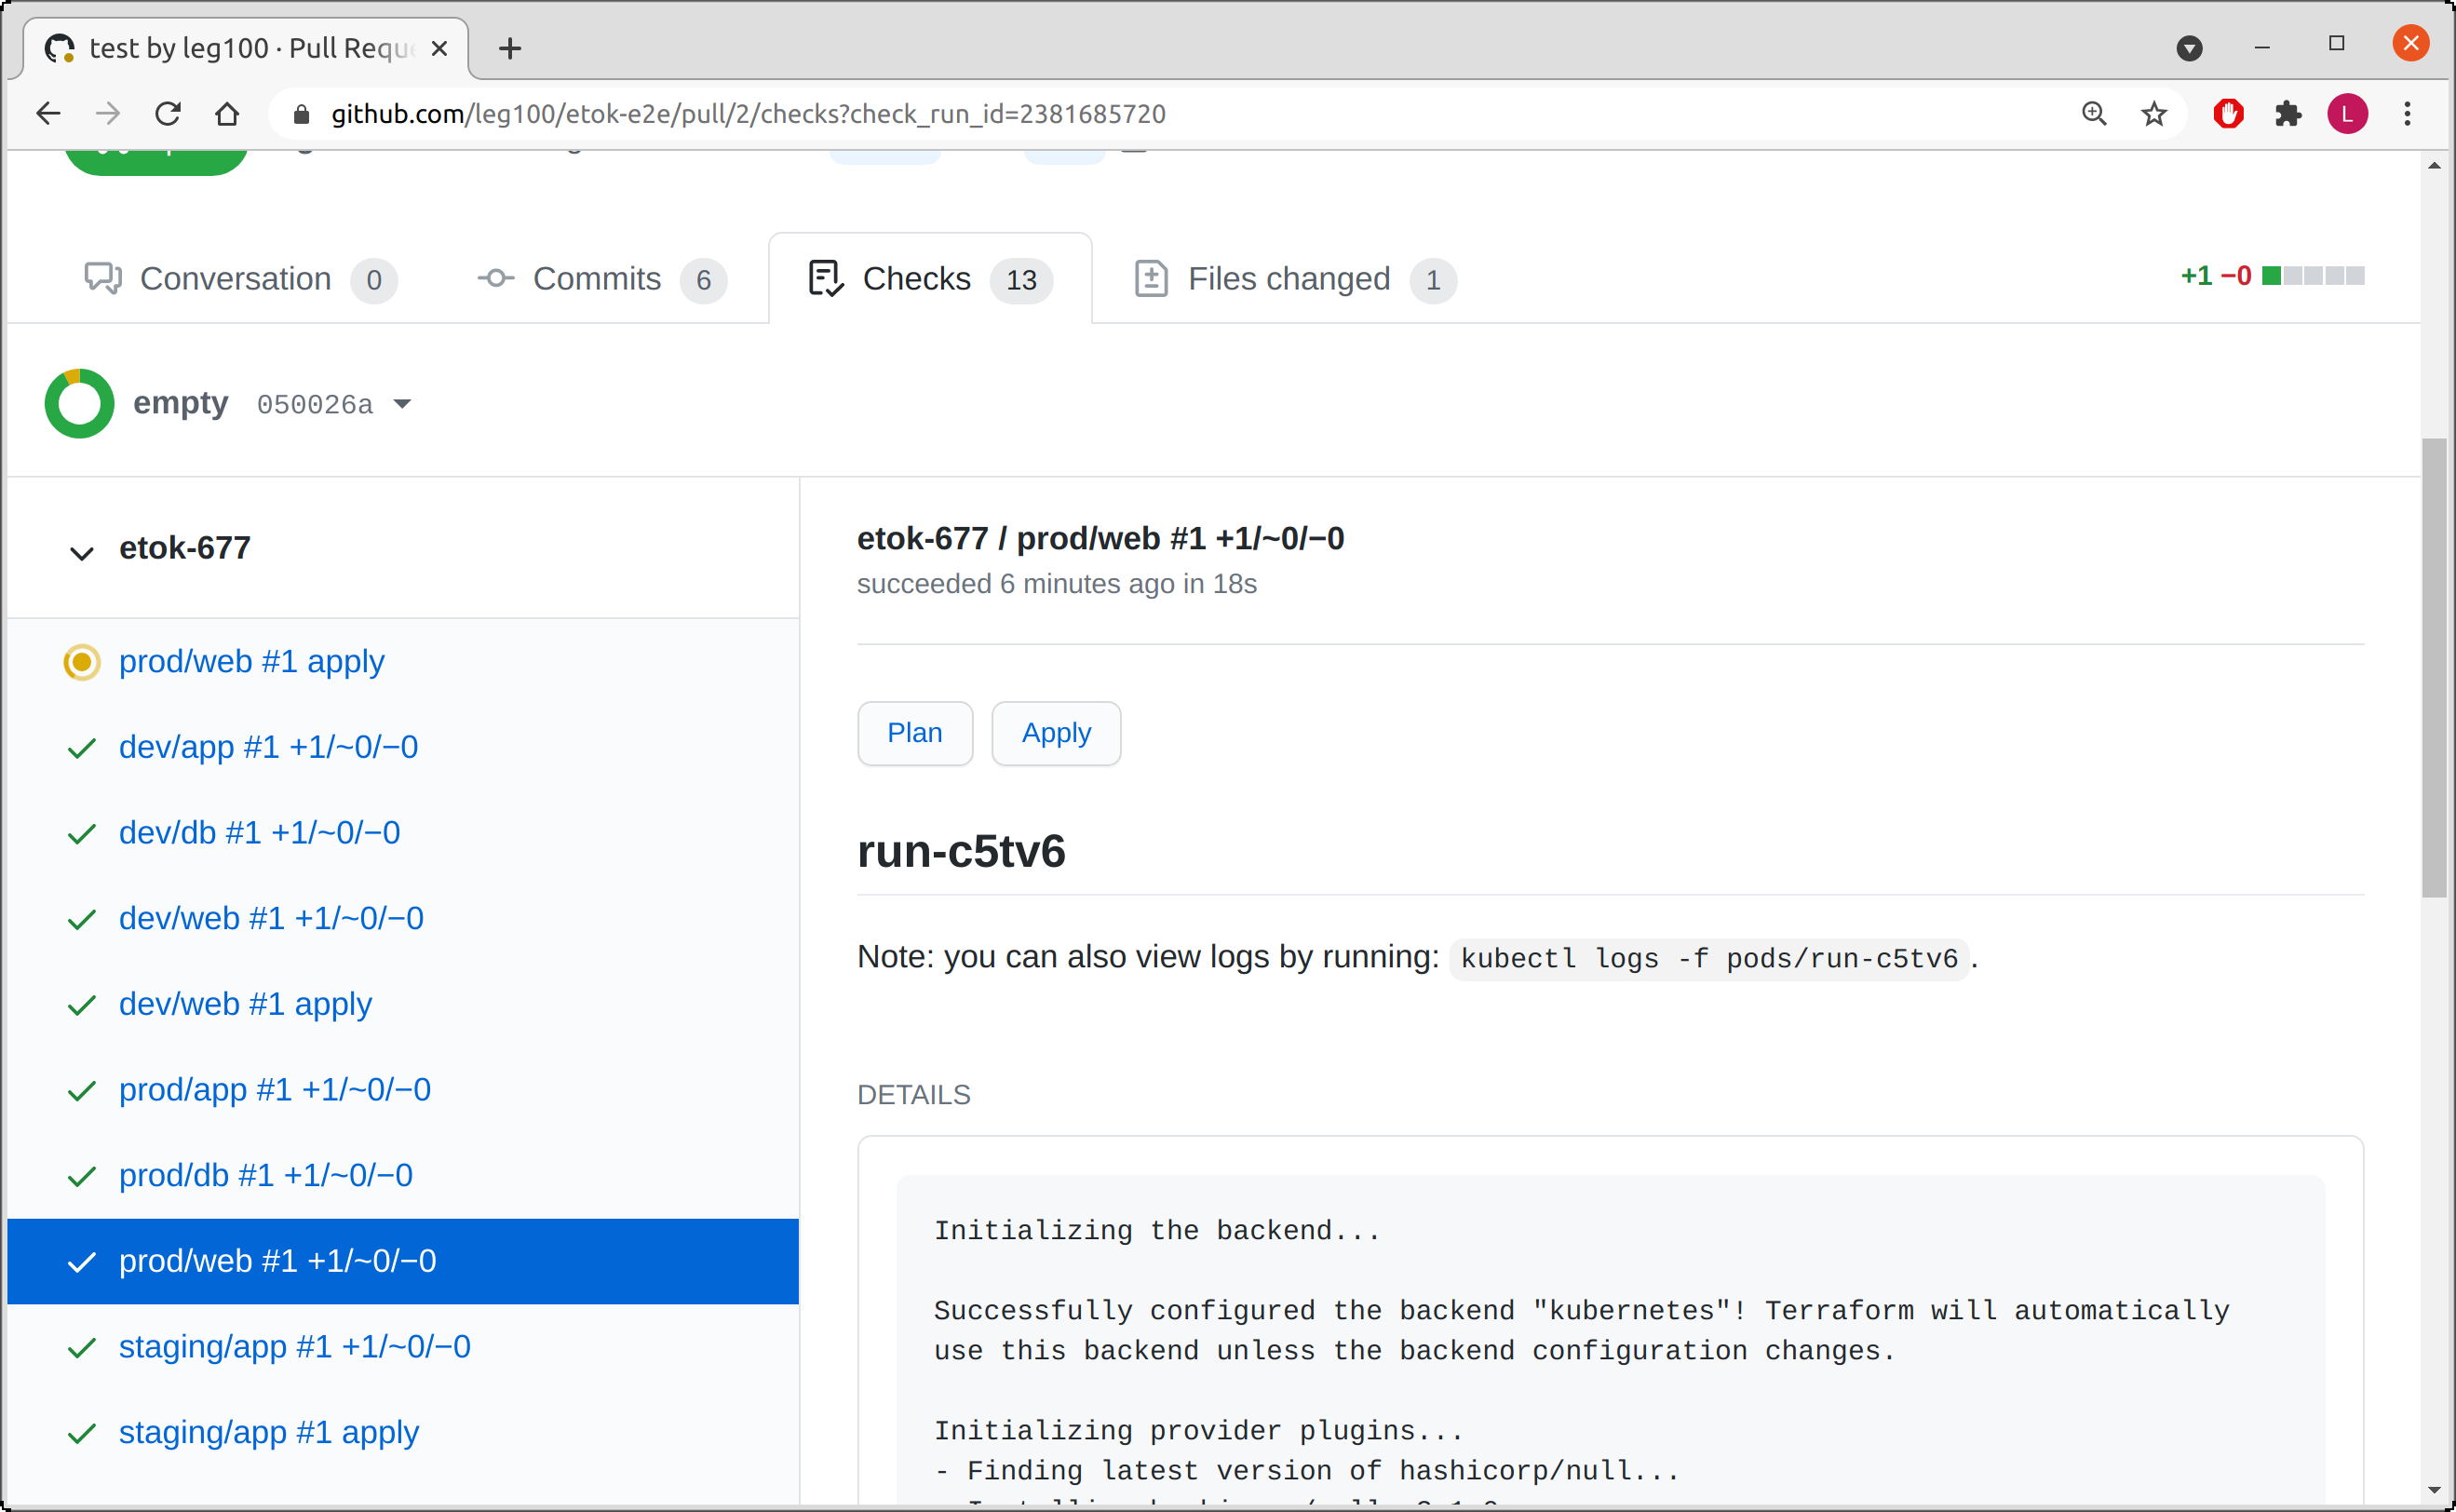 test by leg100 · Pull Reque
github.com/leg100/etok-e2e/pull/2/checks?check_run_id=2381685720
L
Conversation 0
Commits 6
Checks 13
Files changed 1
+1 −0
empty 050026a
etok-677
prod/web #1 apply
dev/app #1 +1/~0/−0
dev/db #1 +1/~0/−0
dev/web #1 +1/~0/−0
dev/web #1 apply
prod/app #1 +1/~0/−0
prod/db #1 +1/~0/−0
prod/web #1 +1/~0/−0
staging/app #1 +1/~0/−0
staging/app #1 apply
etok-677 / prod/web #1 +1/~0/−0
succeeded 6 minutes ago in 18s
Plan
Apply
run-c5tv6
Note: you can also view logs by running: kubectl logs -f pods/run-c5tv6.
DETAILS
Initializing the backend...
Successfully configured the backend "kubernetes"! Terraform will automatically
use this backend unless the backend configuration changes.
Initializing provider plugins...
- Finding latest version of hashicorp/null...